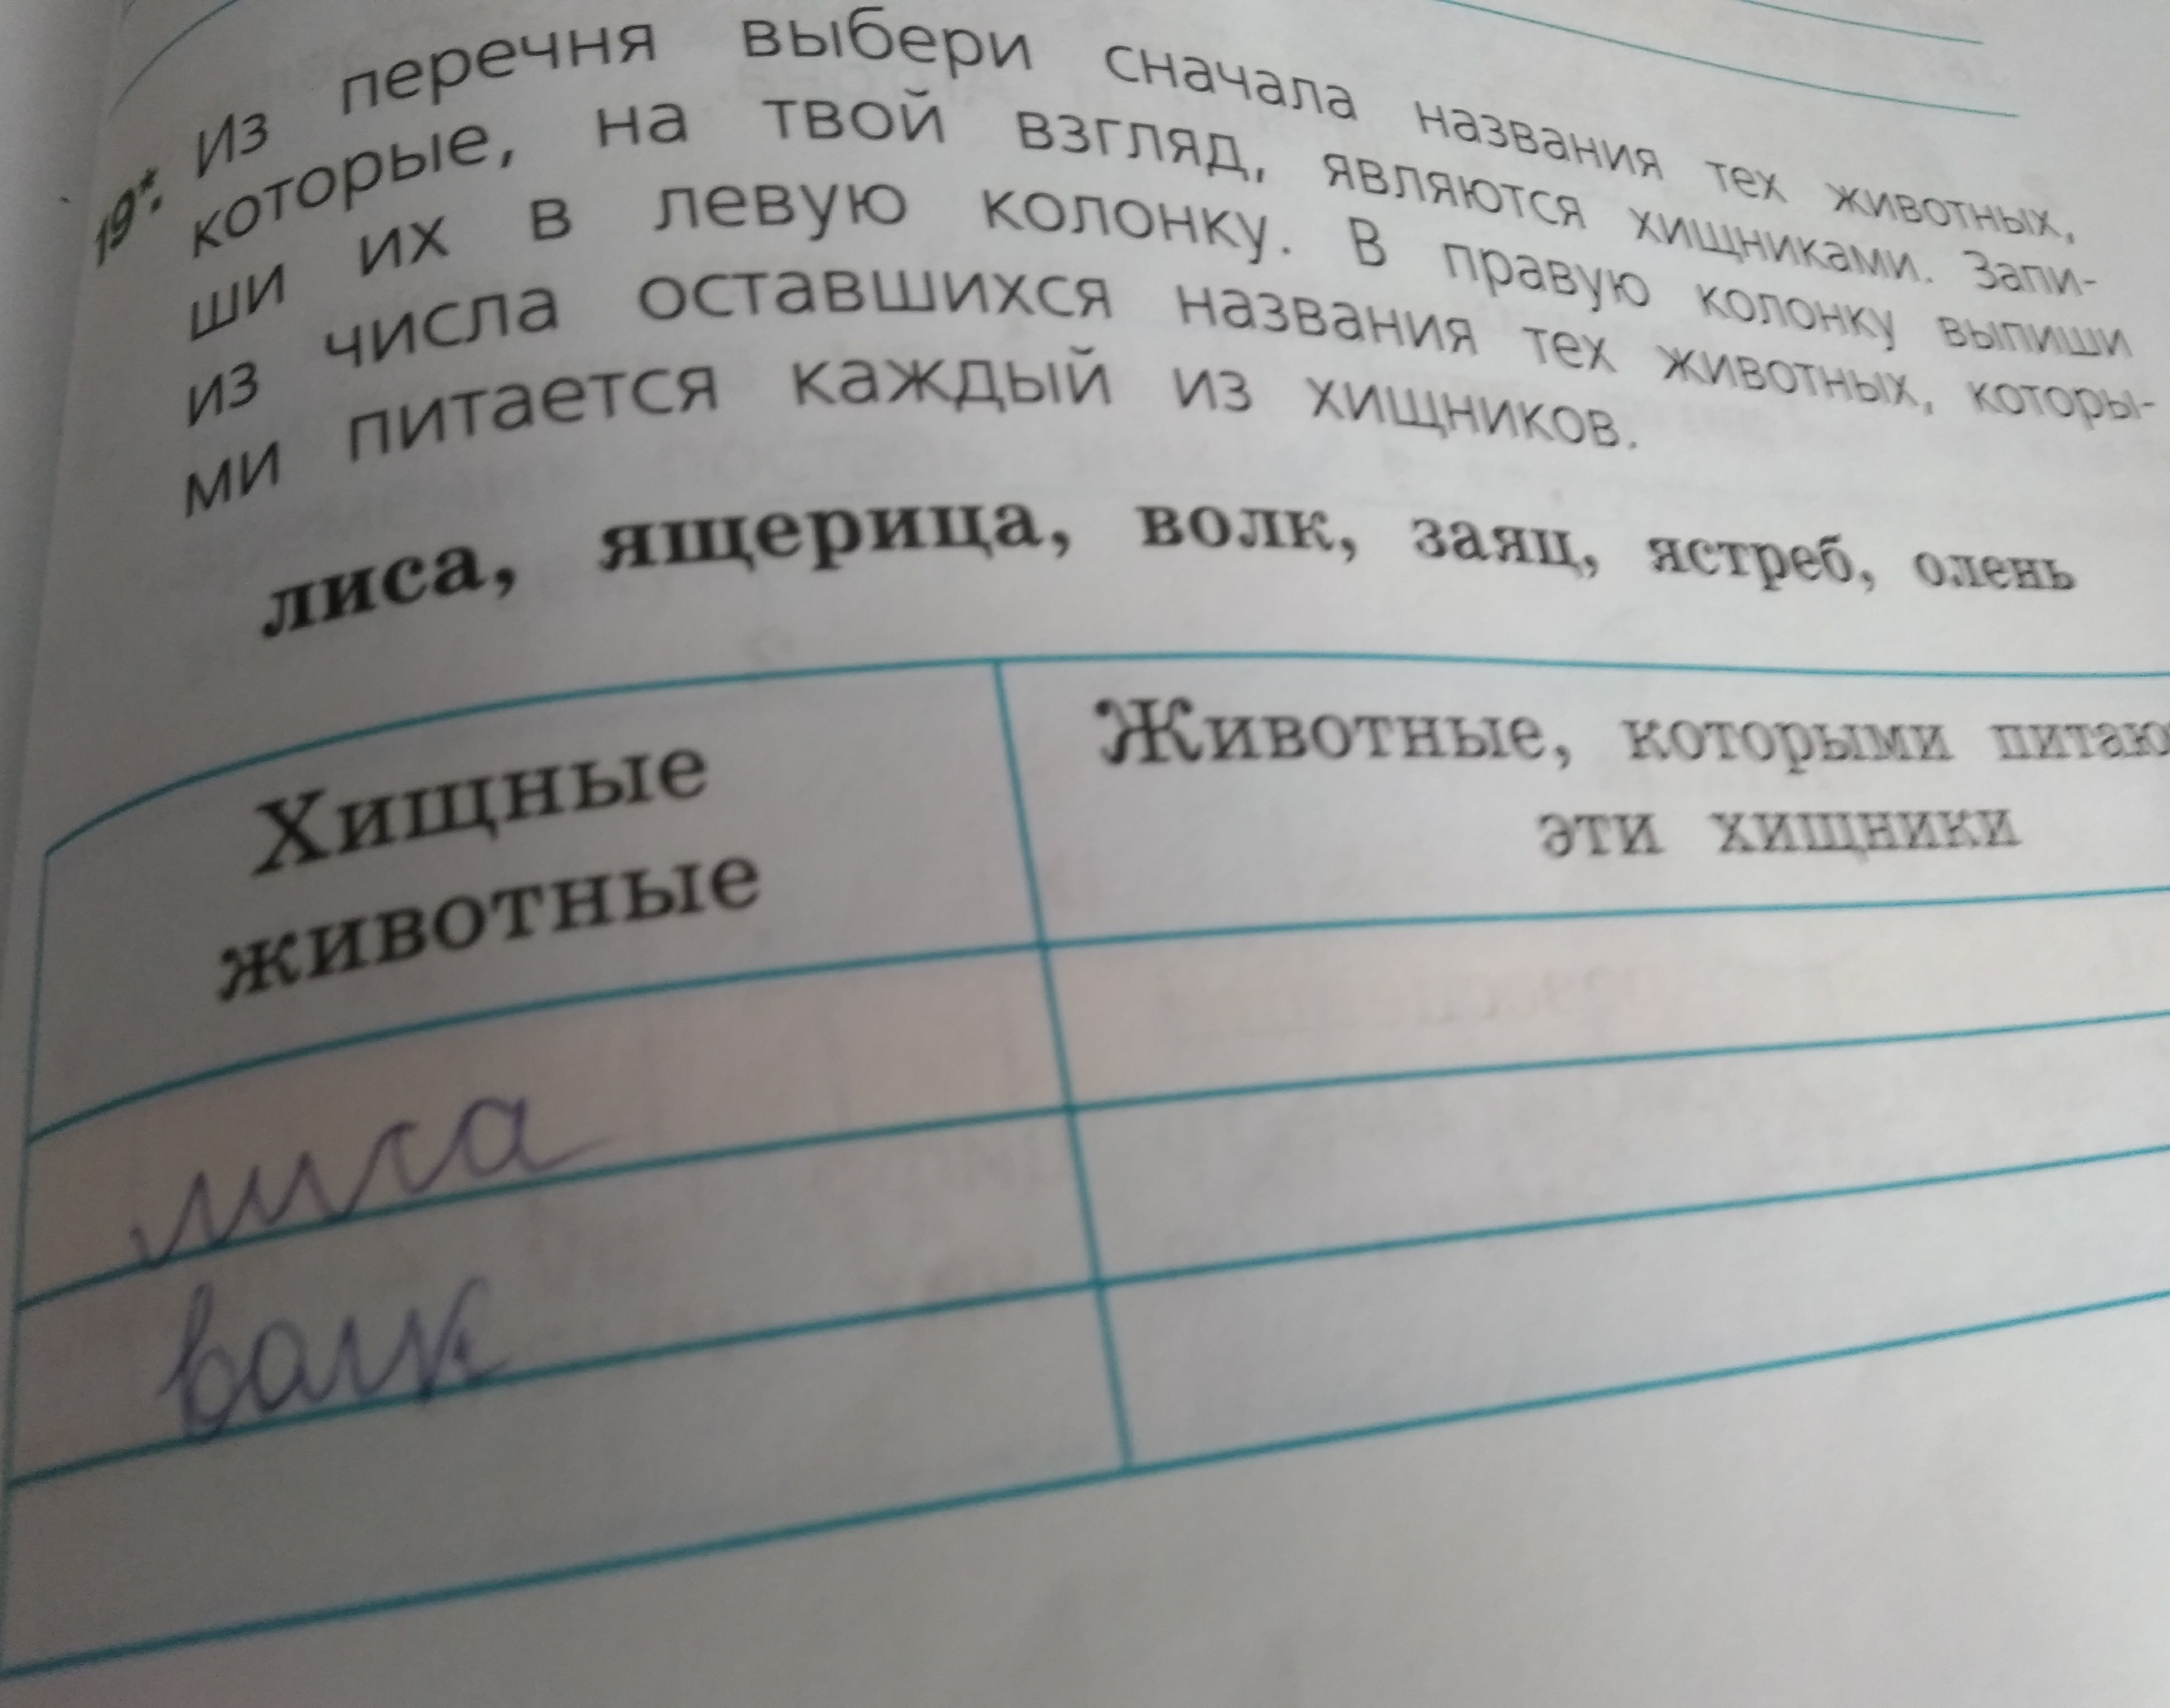 19*. Из перечня выбери сначала названия тех животных,
которые, на твой взгляд, являются хищниками. Запи-
ши их в левую колонку. В правую колонку выпиши
из числа оставшихся названия тех животных, которы-
ми питается каждый из хищников.
лиса, ящерица, волк, заяц, ястреб, олень
Хищные
животные
Животные, которыми питаю
эти хищники
лиса
волк